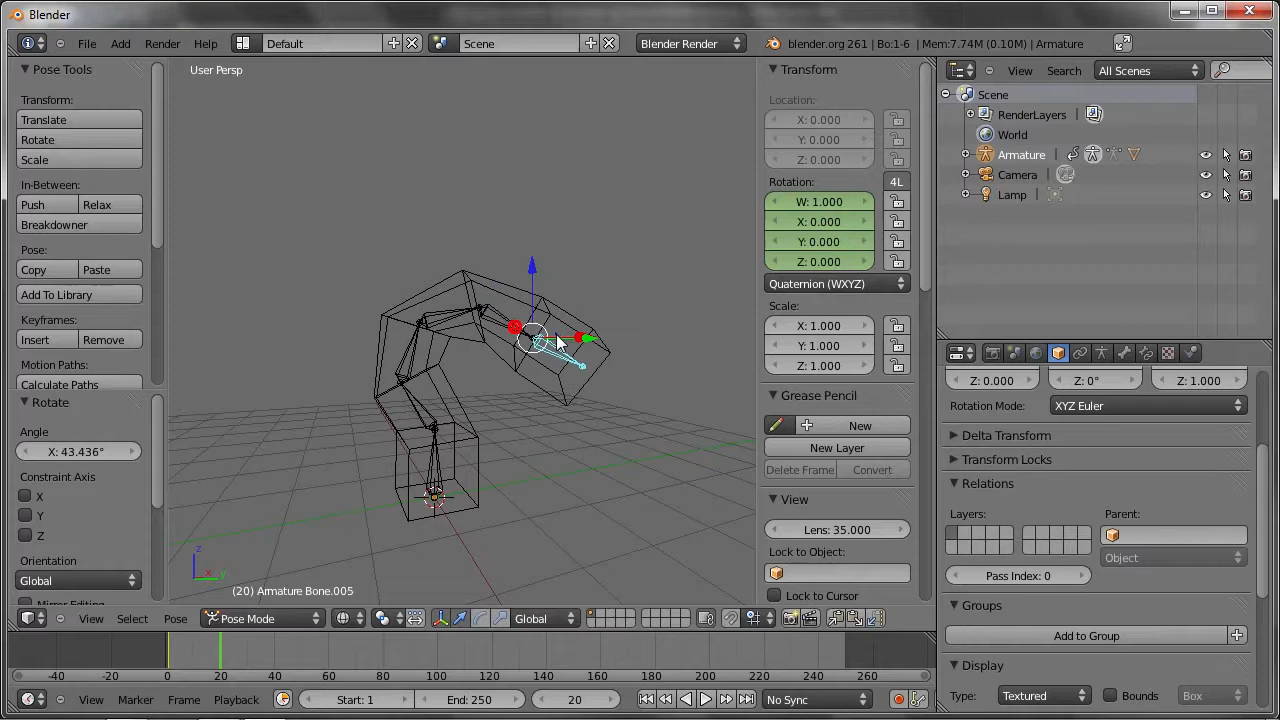 Blender
File Add Render Help Default Scene Blender Render blender.org 261 | Bo:1-6 | Mem:7.74M (0.10M) | Armature
Pose Tools
Transform:
Translate
Rotate
Scale
In-Between:
Push Relax
Breakdowner
Pose:
Copy Paste
Add To Library
Keyframes:
Insert Remove
Motion Paths:
Calculate Paths
Rotate
Angle
X: 43.436°
Constraint Axis
X
Y
Z
Orientation
Global
User Persp
z
x y
(20) Armature Bone.005
Transform
Location:
X: 0.000
Y: 0.000
Z: 0.000
Rotation: 4L
W: 1.000
X: 0.000
Y: 0.000
Z: 0.000
Quaternion (WXYZ)
Scale:
X: 1.000
Y: 1.000
Z: 1.000
Grease Pencil
New
New Layer
Delete Frame Convert
View
Lens: 35.000
Lock to Object:
Lock to Cursor
View Search All Scenes
Scene
RenderLayers
World
Armature
Camera
Lamp
Z: 0.000 Z: 0° Z: 1.000
Rotation Mode: XYZ Euler
Delta Transform
Transform Locks
Relations
Layers: Parent:
Object
Pass Index: 0
Groups
Add to Group
Display
Type: Textured Bounds Box
View Select Pose Pose Mode Global
-40 -20 0 20 40 60 80 100 120 140 160 180 200 220 240 260
View Marker Frame Playback Start: 1 End: 250 20 No Sync